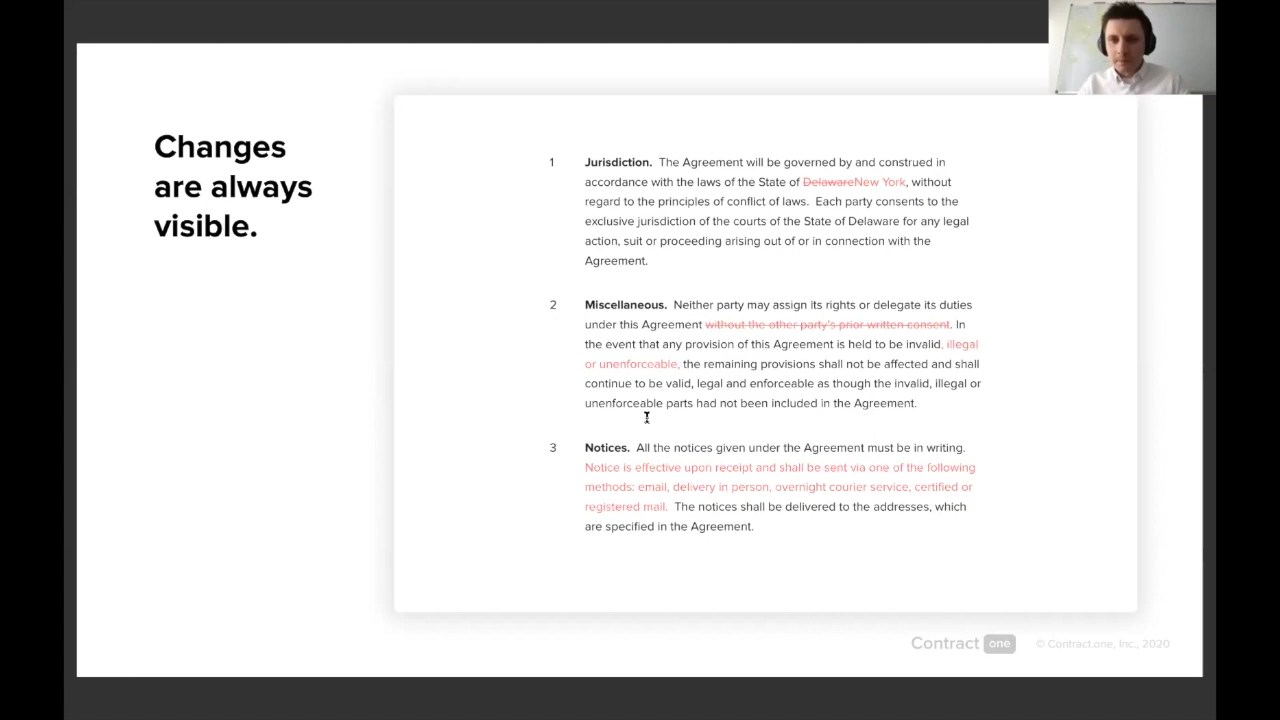 Changes
are always
visible.
1 Jurisdiction. The Agreement will be governed by and construed in
accordance with the laws of the State of DelawareNew York, without
regard to the principles of conflict of laws. Each party consents to the
exclusive jurisdiction of the courts of the State of Delaware for any legal
action, suit or proceeding arising out of or in connection with the
Agreement.
2 Miscellaneous. Neither party may assign its rights or delegate its duties
under this Agreement without the other party's prior written consent. In
the event that any provision of this Agreement is held to be invalid, illegal
or unenforceable, the remaining provisions shall not be affected and shall
continue to be valid, legal and enforceable as though the invalid, illegal or
unenforceable parts had not been included in the Agreement.
3 Notices. All the notices given under the Agreement must be in writing.
Notice is effective upon receipt and shall be sent via one of the following
methods: email, delivery in person, overnight courier service, certified or
registered mail. The notices shall be delivered to the addresses, which
are specified in the Agreement.
Contract one © Contract.one, Inc., 2020